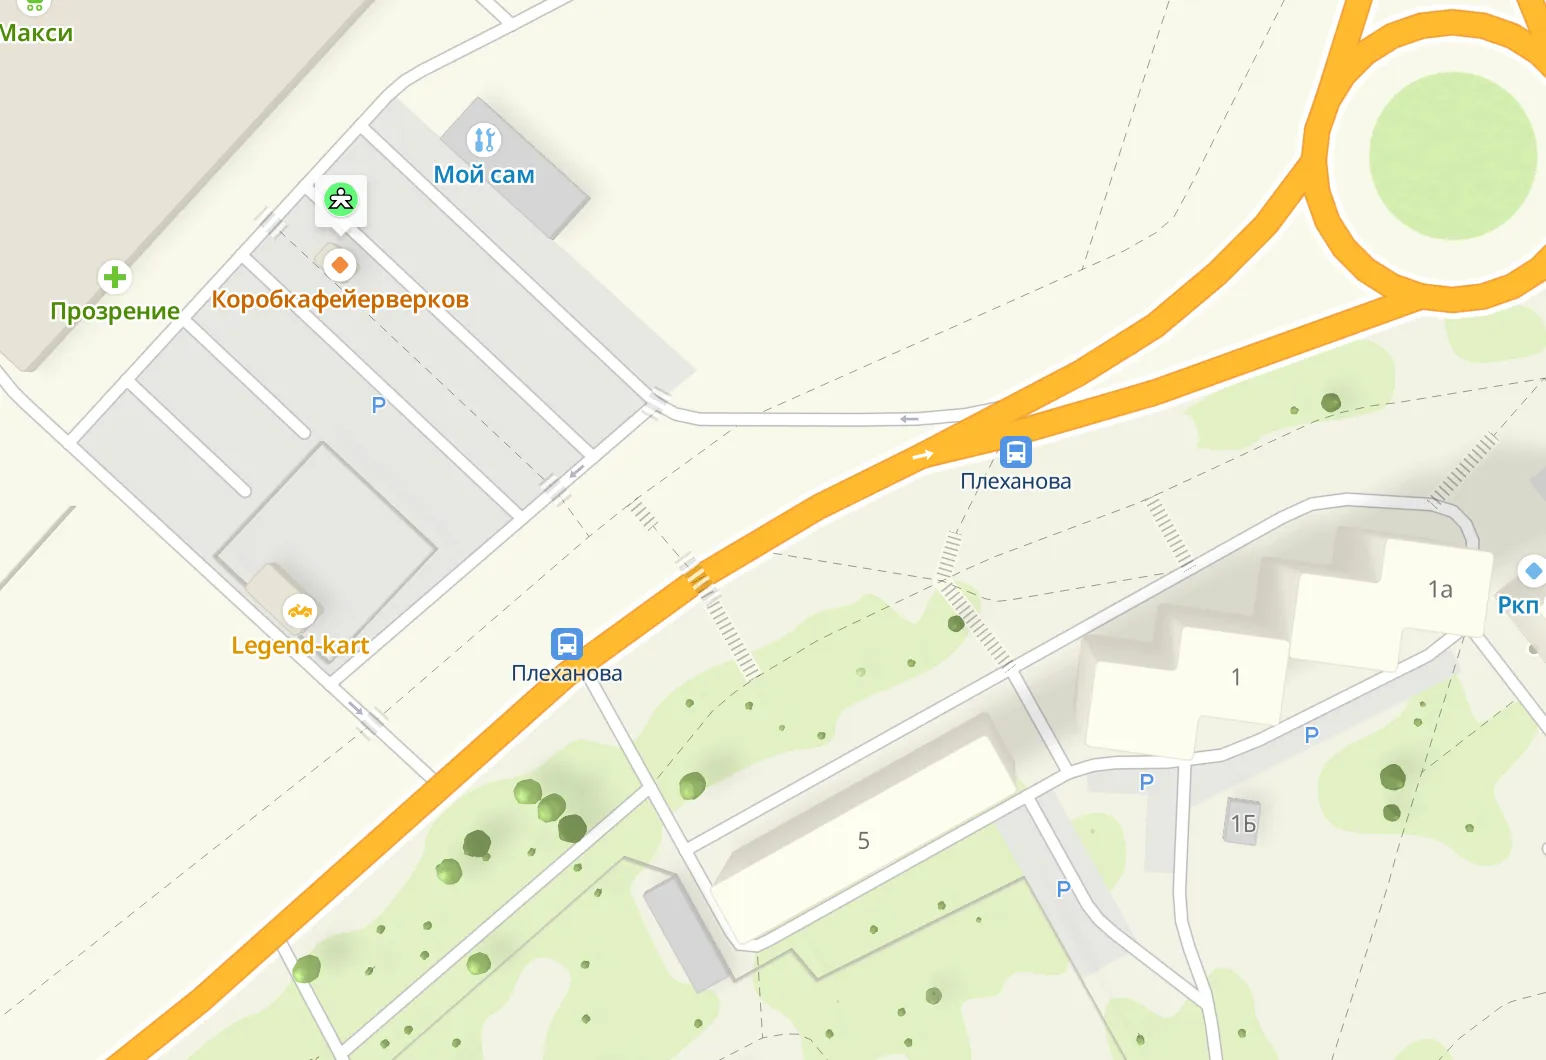 Макси
Мой сам
Прозрение
Коробкафейерверков
P
Плеханова
1а
Ркп
Legend-kart
Плеханова
1
P
P
1Б
5
P